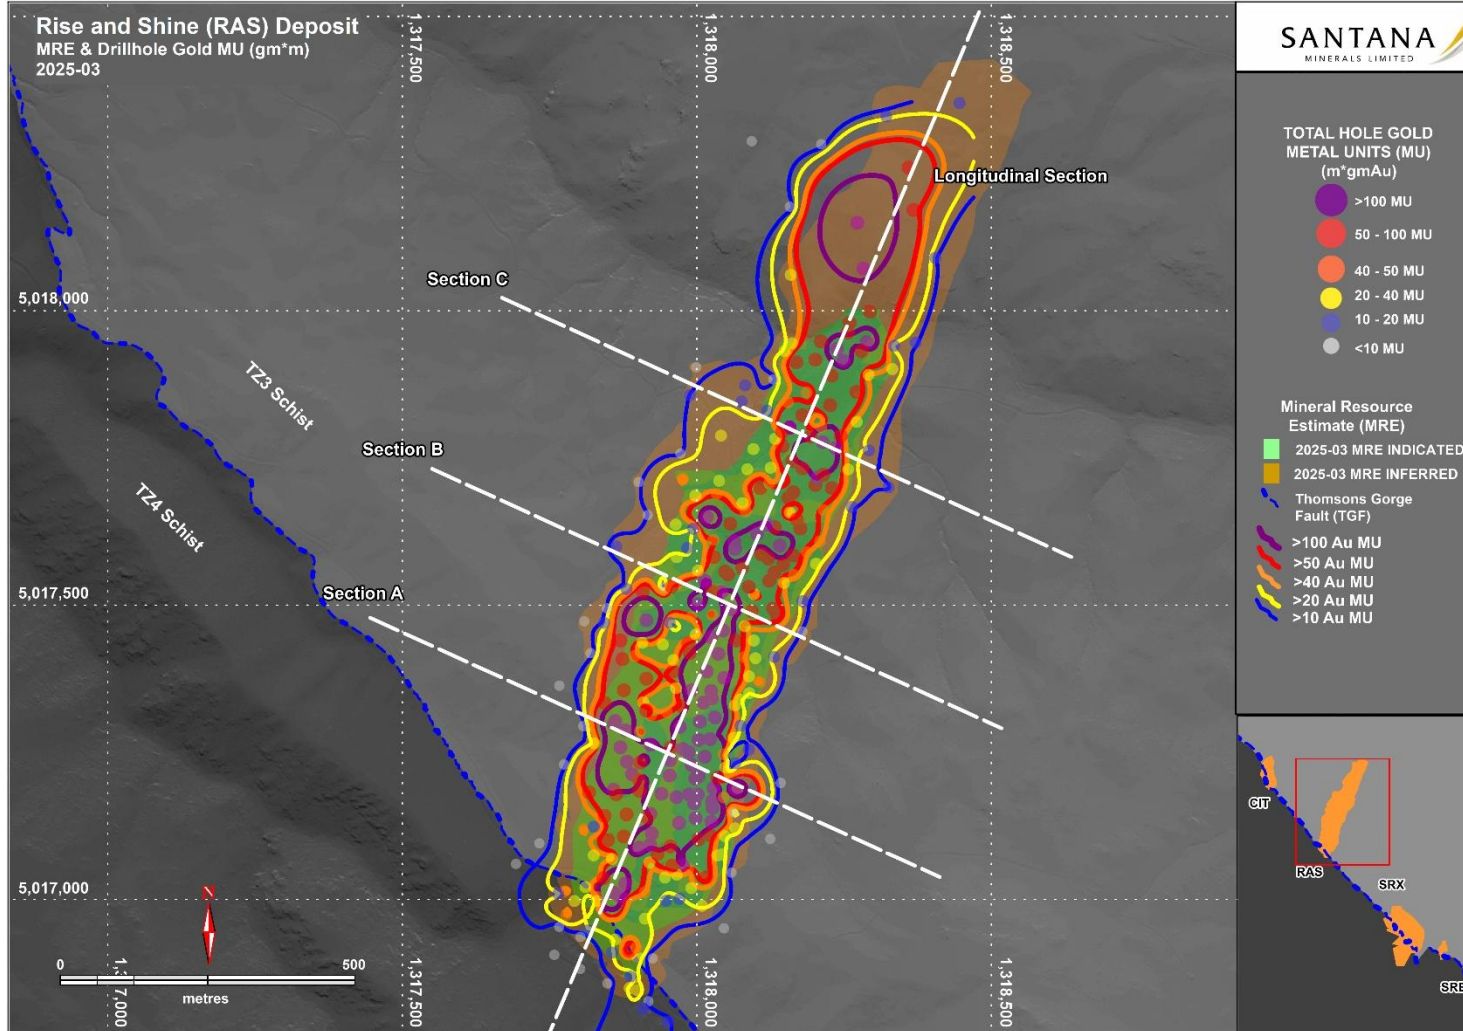 Rise and Shine (RAS) Deposit
MRE & Drillhole Gold MU (gm*m)
2025-03
1,317,500
1,318,000
1,318,500
Longitudinal Section
Section C
5,018,000
TZ3 Schist
Section B
TZ4 Schist
Section A
5,017,500
5,017,000
N
0
500
metres
1,317,500
1,318,000
1,318,500
SANTANA
MINERALS LIMITED
TOTAL HOLE GOLD
METAL UNITS (MU)
(m*gmAu)
>100 MU
50 - 100 MU
40 - 50 MU
20 - 40 MU
10 - 20 MU
<10 MU
Mineral Resource
Estimate (MRE)
2025-03 MRE INDICATED
2025-03 MRE INFERRED
Thomsons Gorge
Fault (TGF)
>100 Au MU
>50 Au MU
>40 Au MU
>20 Au MU
>10 Au MU
CIT
RAS
SRX
SRE